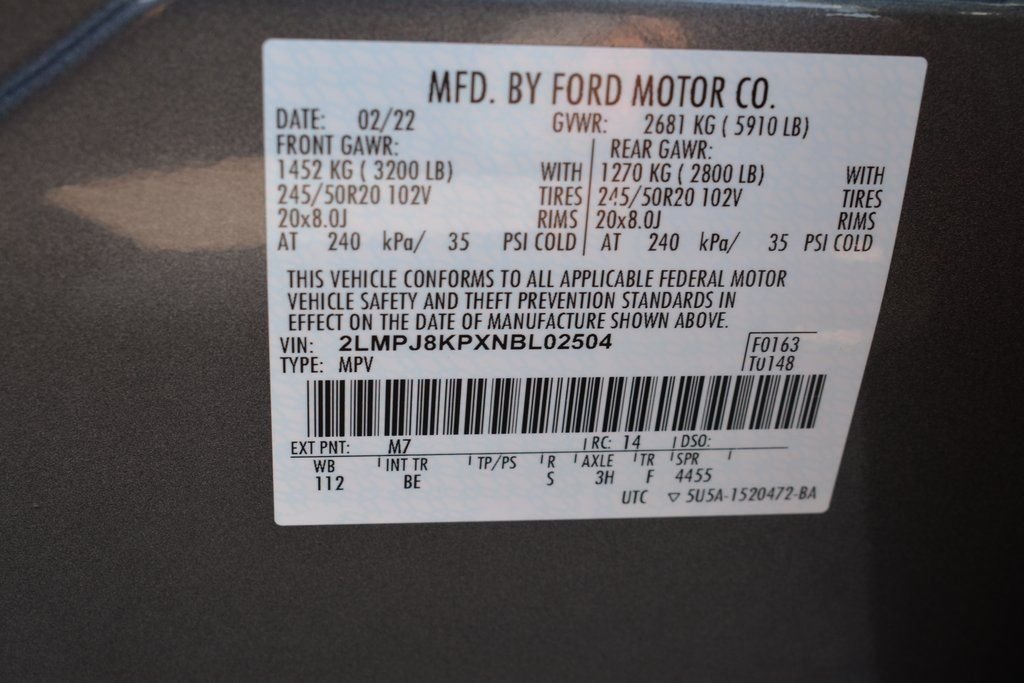 MFD. BY FORD MOTOR CO.
DATE: 02/22 GVWR: 2681 KG ( 5910 LB)
FRONT GAWR: REAR GAWR:
1452 KG ( 3200 LB) WITH 1270 KG ( 2800 LB) WITH
245/50R20 102V TIRES 245/50R20 102V TIRES
20x8.0J RIMS 20x8.0J RIMS
AT 240 kPa/ 35 PSI COLD AT 240 kPa/ 35 PSI COLD
THIS VEHICLE CONFORMS TO ALL APPLICABLE FEDERAL MOTOR
VEHICLE SAFETY AND THEFT PREVENTION STANDARDS IN
EFFECT ON THE DATE OF MANUFACTURE SHOWN ABOVE.
VIN: 2LMPJ8KPXNBL02504 F0163
TYPE: MPV T0148
EXT PNT: M7 RC: 14 DSO:
WB INT TR TP/PS R AXLE TR SPR
112 BE S 3H F 4455
UTC ▽ 5U5A-1520472-BA